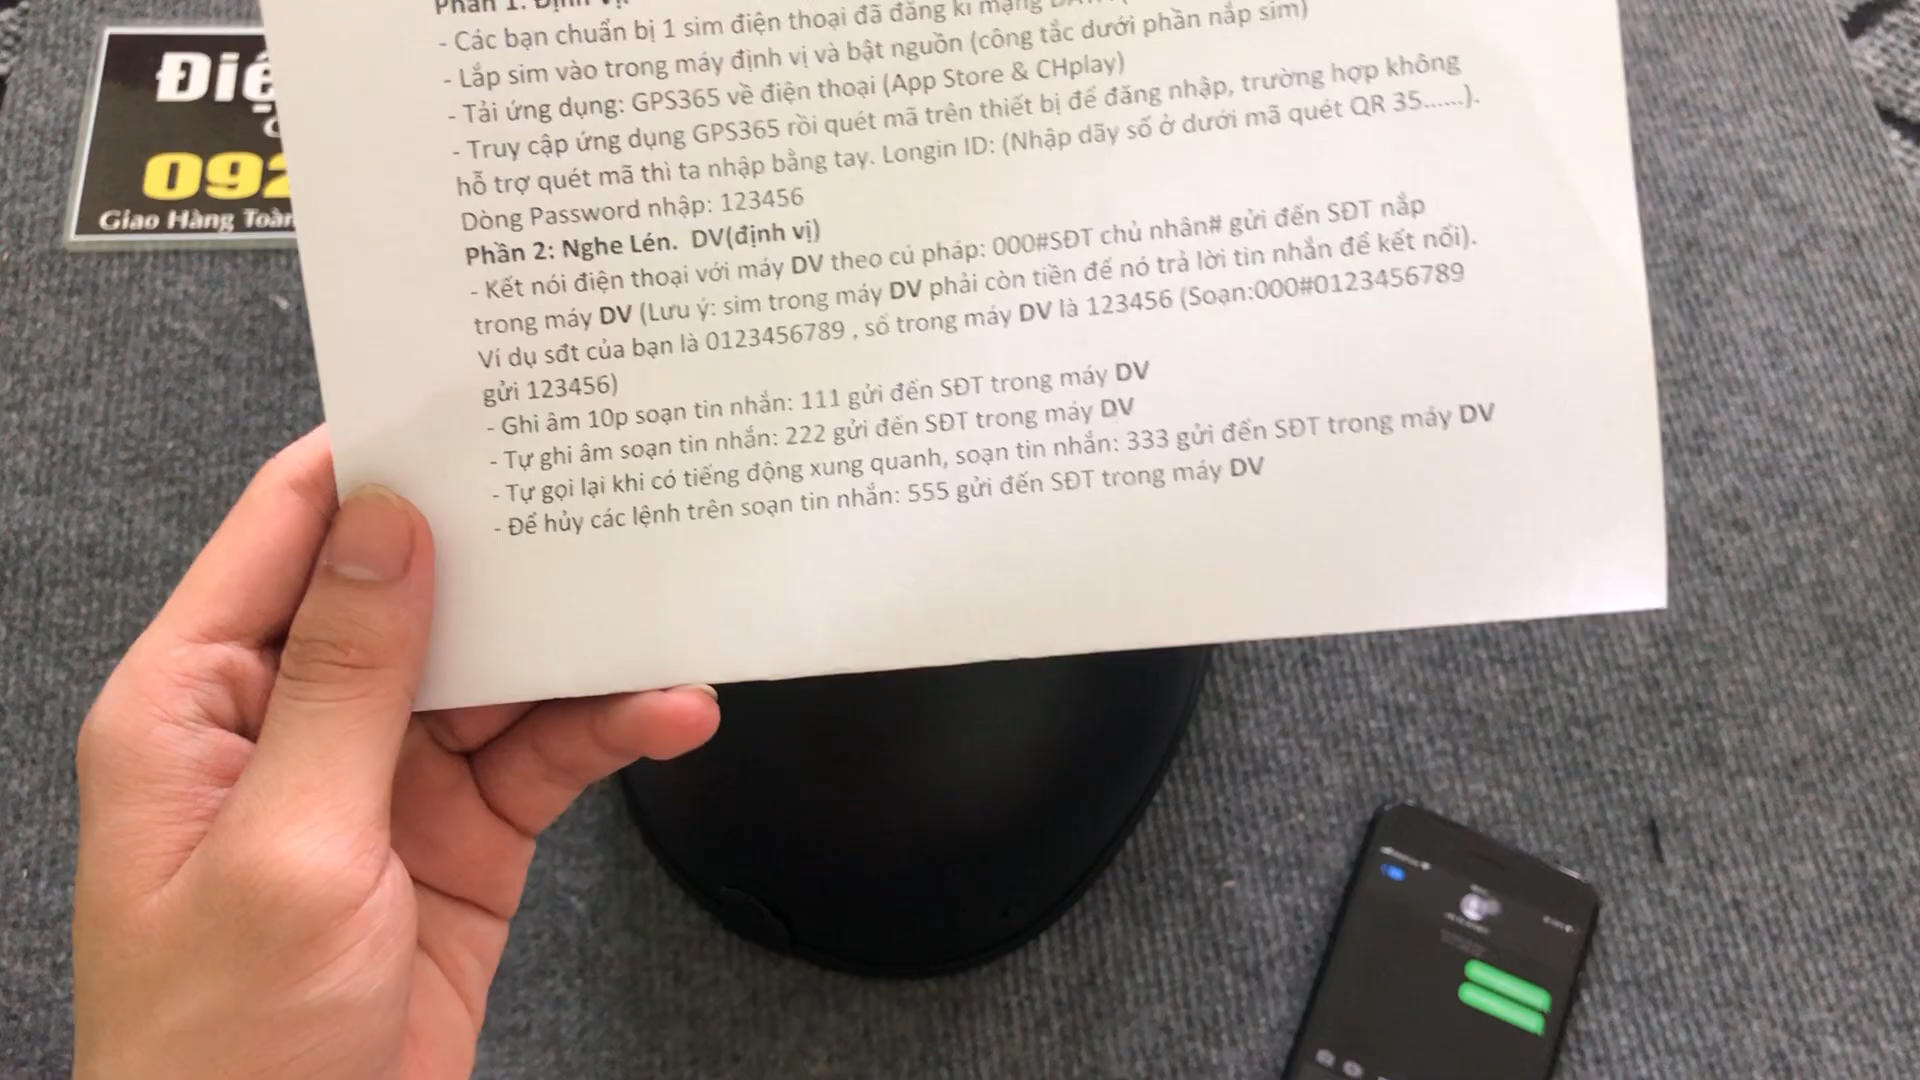 Phần 1: Định vị.
- Các bạn chuẩn bị 1 sim điện thoại đã đăng kí mạng
- Lắp sim vào trong máy định vị và bật nguồn (công tắc dưới phần nắp sim)
- Tải ứng dụng: GPS365 về điện thoại (App Store & CHplay)
- Truy cập ứng dụng GPS365 rồi quét mã trên thiết bị để đăng nhập, trường hợp không
hỗ trợ quét mã thì ta nhập bằng tay. Longin ID: (Nhập dãy số ở dưới mã quét QR 35......).
Dòng Password nhập: 123456
Phần 2: Nghe Lén. DV(định vị)
- Kết nối điện thoại với máy DV theo cú pháp: 000#SĐT chủ nhân# gửi đến SĐT nắp
trong máy DV (Lưu ý: sim trong máy DV phải còn tiền để nó trả lời tin nhắn để kết nối).
Ví dụ sđt của bạn là 0123456789 , số trong máy DV là 123456 (Soạn:000#0123456789
gửi 123456)
- Ghi âm 10p soạn tin nhắn: 111 gửi đến SĐT trong máy DV
- Tự ghi âm soạn tin nhắn: 222 gửi đến SĐT trong máy DV
- Tự gọi lại khi có tiếng động xung quanh, soạn tin nhắn: 333 gửi đến SĐT trong máy DV
- Để hủy các lệnh trên soạn tin nhắn: 555 gửi đến SĐT trong máy DV
092
Giao Hàng Toàn